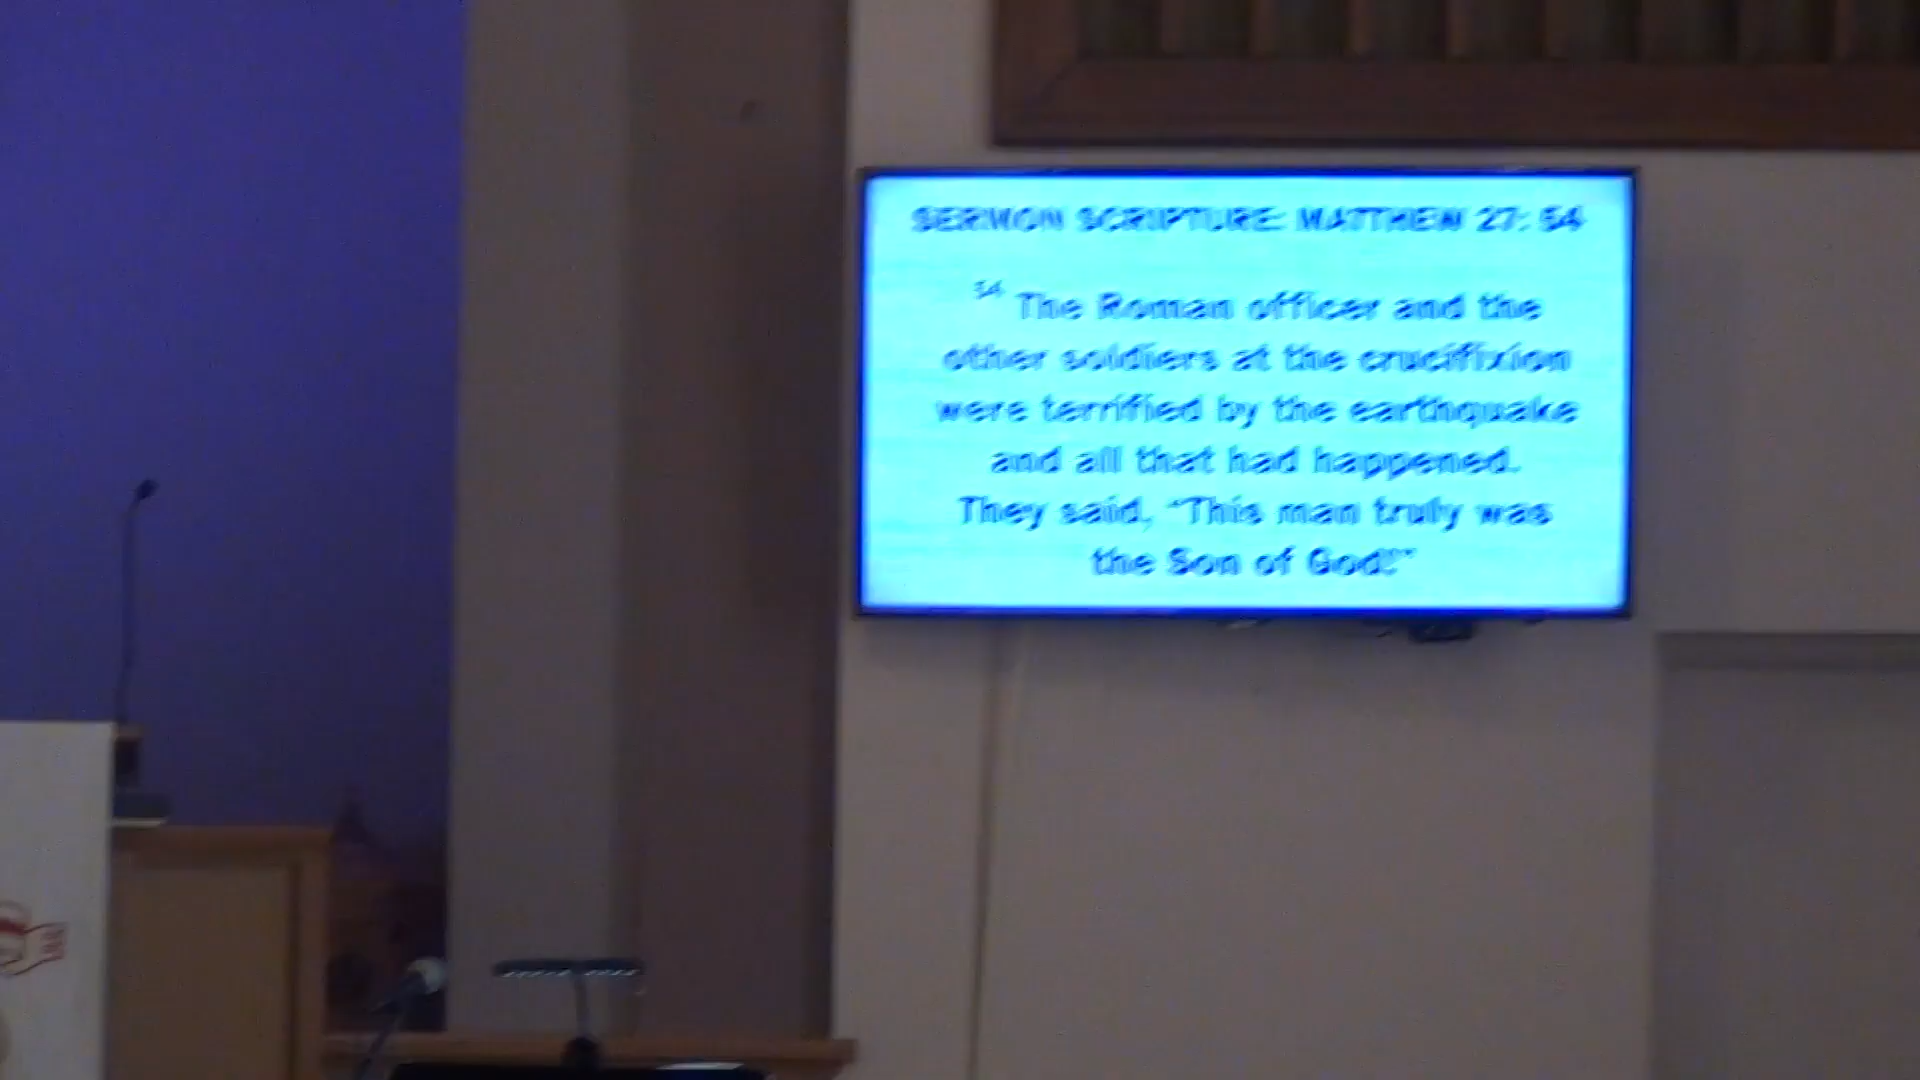 SERMON SCRIPTURE: MATTHEW 27: 54
54 The Roman officer and the
other soldiers at the crucifixion
were terrified by the earthquake
and all that had happened.
They said, "This man truly was
the Son of God!"